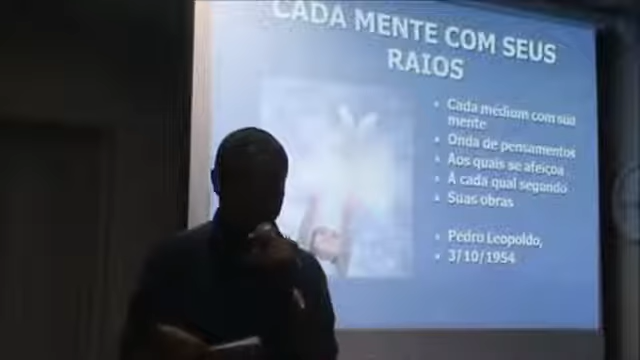 CADA MENTE COM SEUS
RAIOS
Cada médium com sua
mente
Onda de pensamentos
Aos quais se afeiçoa
A cada qual segundo
Suas obras
Pedro Leopoldo,
3/10/1954